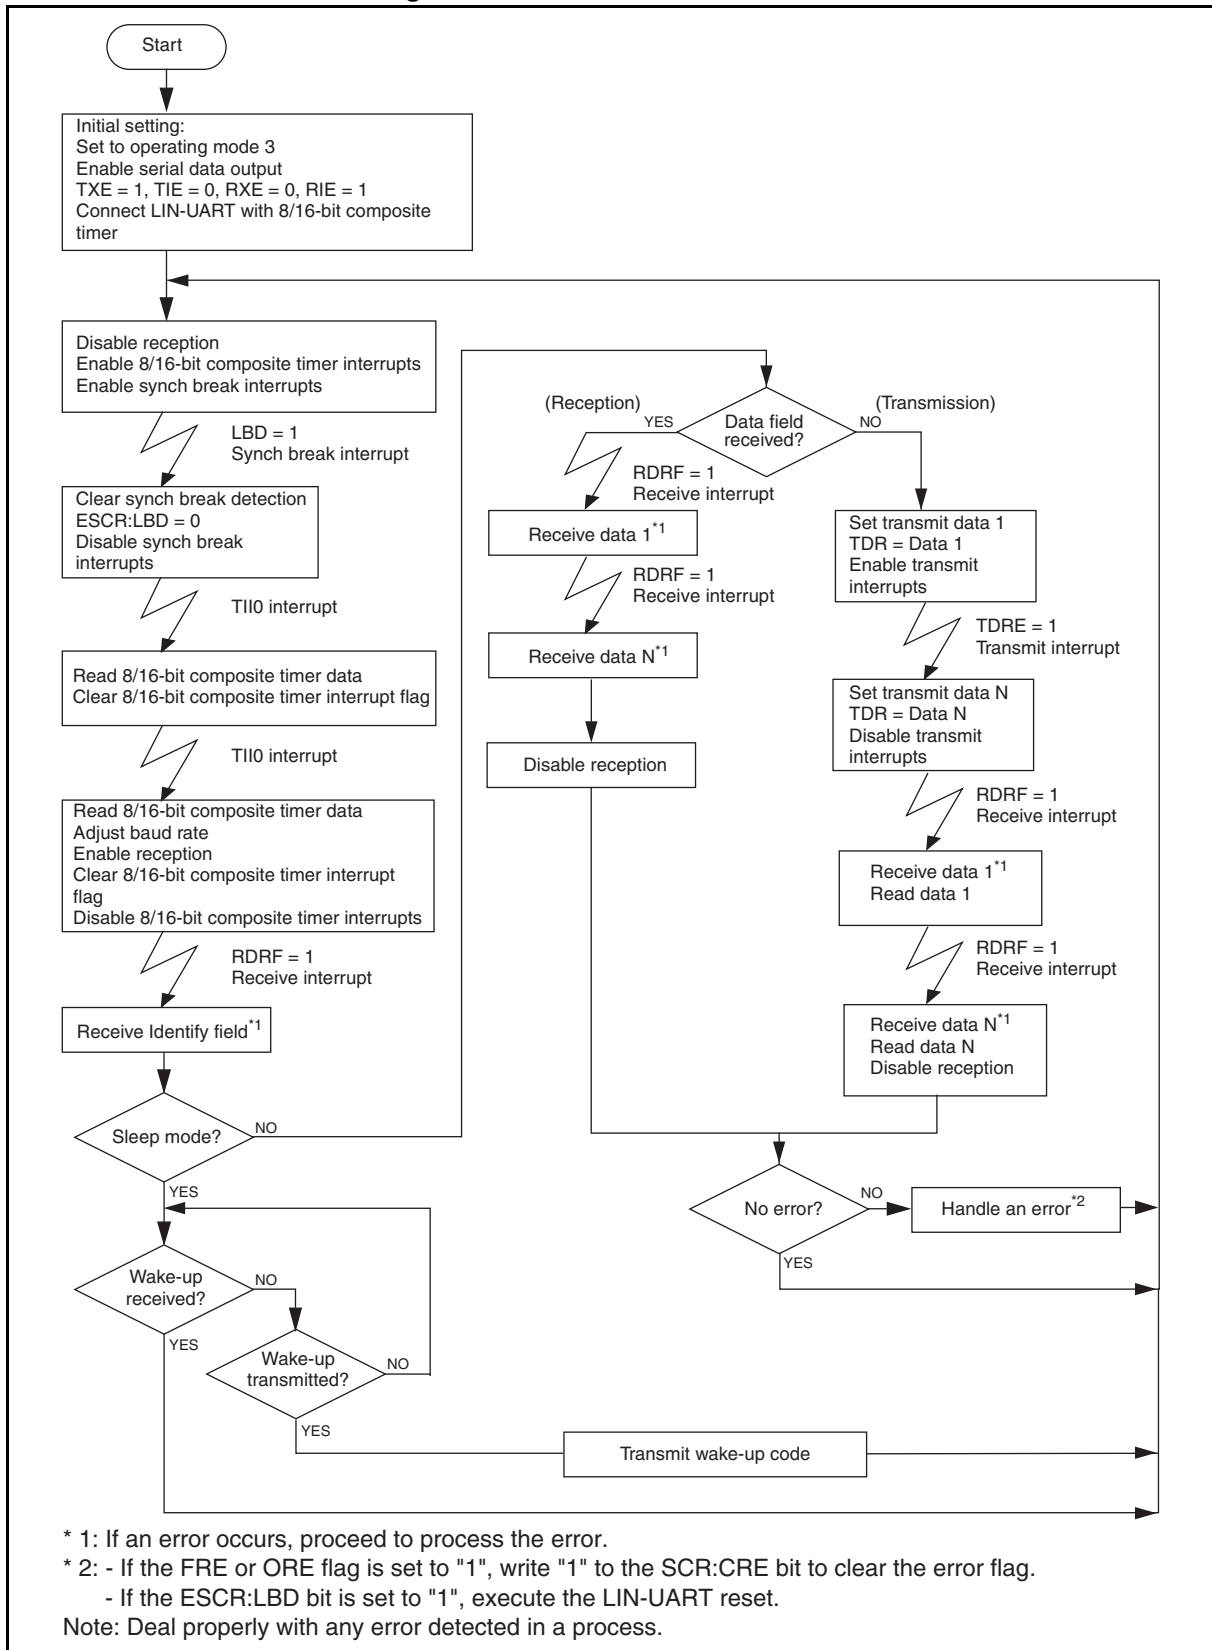 Start
Initial setting:
Set to operating mode 3
Enable serial data output
TXE = 1, TIE = 0, RXE = 0, RIE = 1
Connect LIN-UART with 8/16-bit composite
timer
Disable reception
Enable 8/16-bit composite timer interrupts
Enable synch break interrupts
LBD = 1
Synch break interrupt
Clear synch break detection
ESCR:LBD = 0
Disable synch break
interrupts
TII0 interrupt
Read 8/16-bit composite timer data
Clear 8/16-bit composite timer interrupt flag
TII0 interrupt
Read 8/16-bit composite timer data
Adjust baud rate
Enable reception
Clear 8/16-bit composite timer interrupt
flag
Disable 8/16-bit composite timer interrupts
RDRF = 1
Receive interrupt
Receive Identify field*1
Sleep mode?
NO
YES
Wake-up
received?
NO
YES
Wake-up
transmitted?
NO
YES
Transmit wake-up code
Data field
received?
(Reception)
YES
(Transmission)
NO
RDRF = 1
Receive interrupt
Receive data 1*1
RDRF = 1
Receive interrupt
Receive data N*1
Disable reception
Set transmit data 1
TDR = Data 1
Enable transmit
interrupts
TDRE = 1
Transmit interrupt
Set transmit data N
TDR = Data N
Disable transmit
interrupts
RDRF = 1
Receive interrupt
Receive data 1*1
Read data 1
RDRF = 1
Receive interrupt
Receive data N*1
Read data N
Disable reception
No error?
NO
Handle an error*2
YES
* 1: If an error occurs, proceed to process the error.
* 2: - If the FRE or ORE flag is set to "1", write "1" to the SCR:CRE bit to clear the error flag.
- If the ESCR:LBD bit is set to "1", execute the LIN-UART reset.
Note: Deal properly with any error detected in a process.